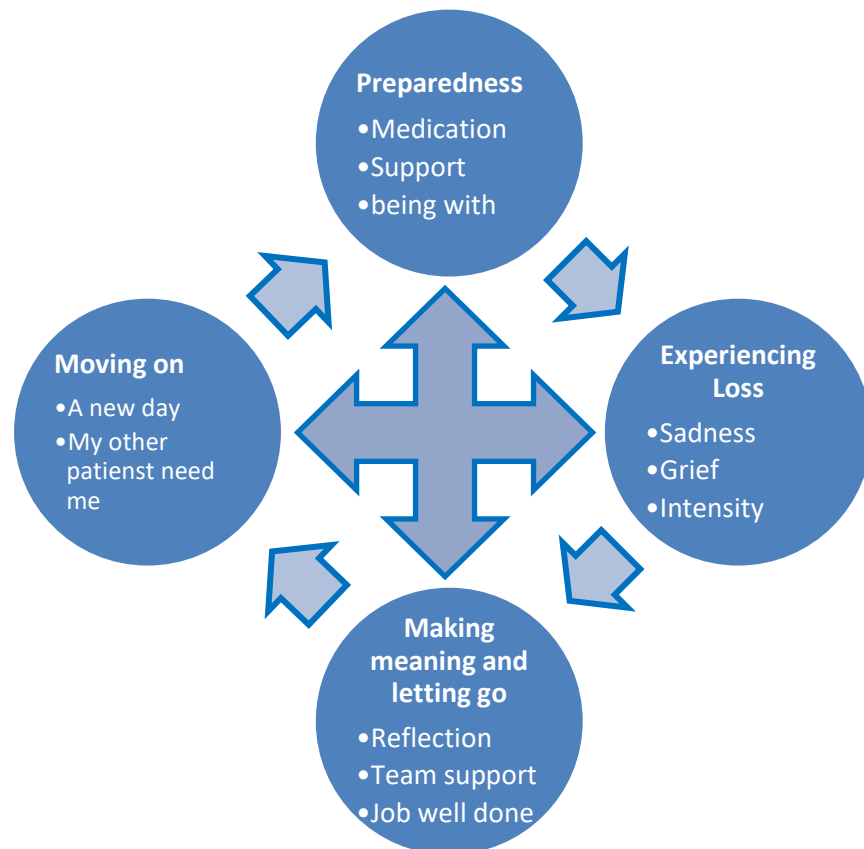 Preparedness
•Medication
•Support
•being with
Moving on
•A new day
•My other
patienst need
me
Experiencing
Loss
•Sadness
•Grief
•Intensity
Making
meaning and
letting go
•Reflection
•Team support
•Job well done